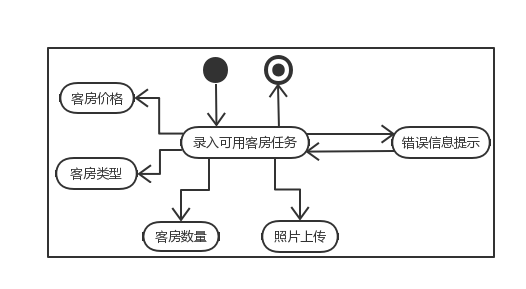 客房价格
录入可用客房任务
错误信息提示
客房类型
客房数量
照片上传